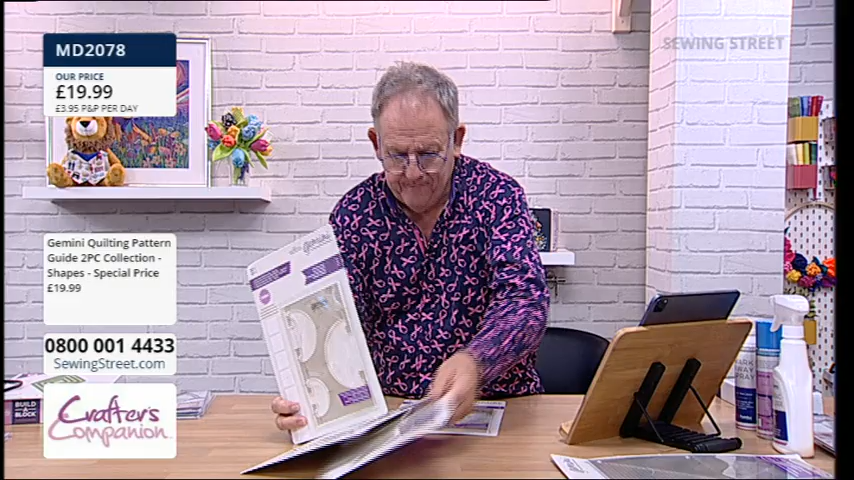 MD2078
OUR PRICE
£19.99
£3.95 P&P PER DAY
SEWING STREET
Gemini Quilting Pattern
Guide 2PC Collection -
Shapes - Special Price
£19.99
0800 001 4433
SewingStreet.com
Crafter's
Companion
BUILD
A BLOCK